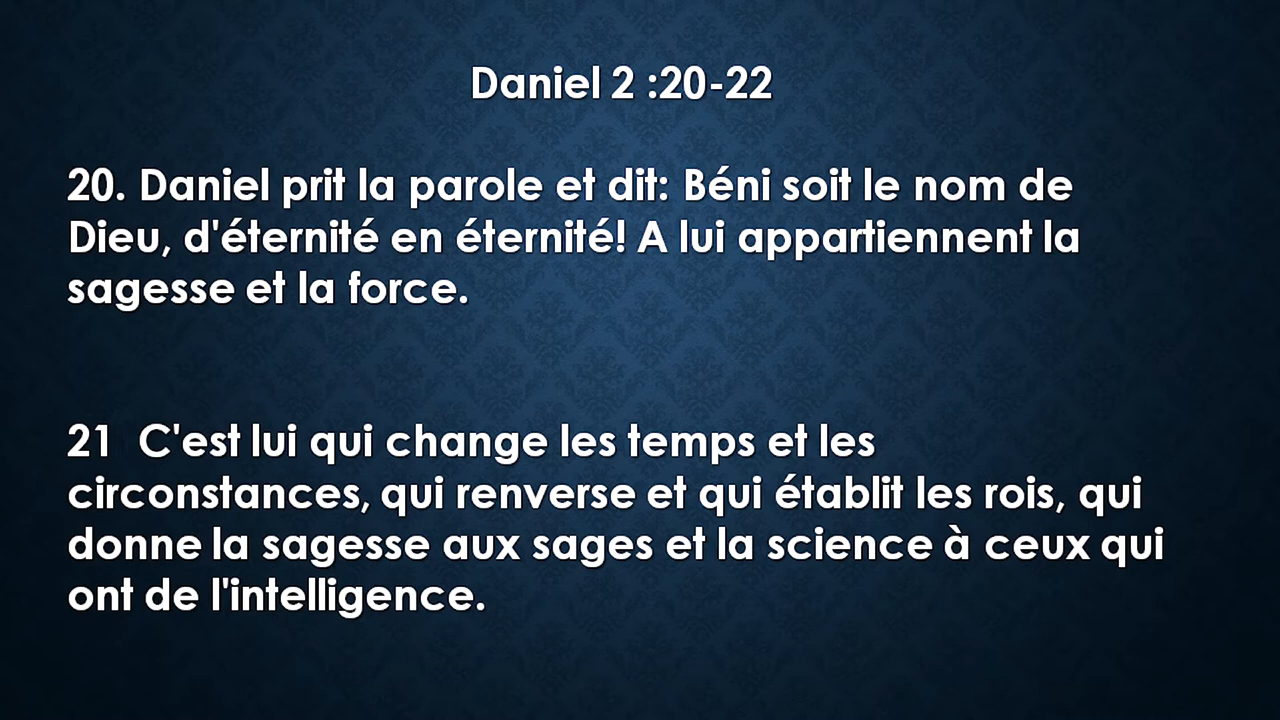 Daniel 2 :20-22
20. Daniel prit la parole et dit: Béni soit le nom de
Dieu, d'éternité en éternité! A lui appartiennent la
sagesse et la force.
21 C'est lui qui change les temps et les
circonstances, qui renverse et qui établit les rois, qui
donne la sagesse aux sages et la science à ceux qui
ont de l'intelligence.